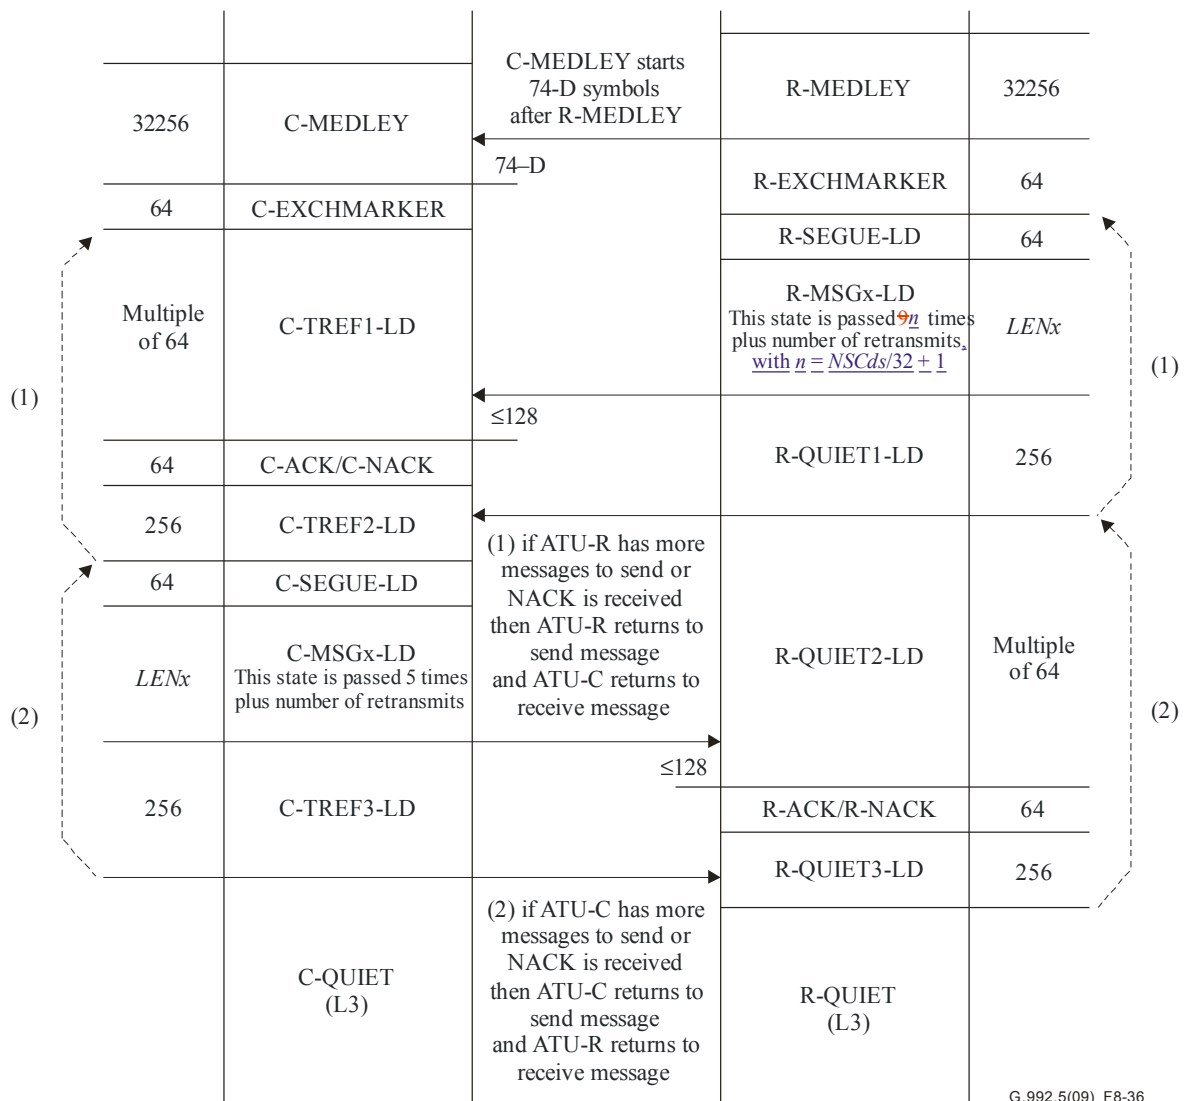 C-MEDLEY starts
74-D symbols
after R-MEDLEY
R-MEDLEY
32256
32256
C-MEDLEY
74–D
R-EXCHMARKER
64
64
C-EXCHMARKER
R-SEGUE-LD
64
Multiple
of 64
C-TREF1-LD
R-MSGx-LD
This state is passed 9n times
plus number of retransmits,
with n = NSCds/32 + 1
LENx
(1)
(1)
≤128
64
C-ACK/C-NACK
R-QUIET1-LD
256
256
C-TREF2-LD
(1) if ATU-R has more
messages to send or
NACK is received
then ATU-R returns to
send message
and ATU-C returns to
receive message
64
C-SEGUE-LD
LENx
C-MSGx-LD
This state is passed 5 times
plus number of retransmits
R-QUIET2-LD
Multiple
of 64
(2)
(2)
≤128
256
C-TREF3-LD
R-ACK/R-NACK
64
R-QUIET3-LD
256
(2) if ATU-C has more
messages to send or
NACK is received
then ATU-C returns to
send message
and ATU-R returns to
receive message
C-QUIET
(L3)
R-QUIET
(L3)
G.992.5(09)_F8-36